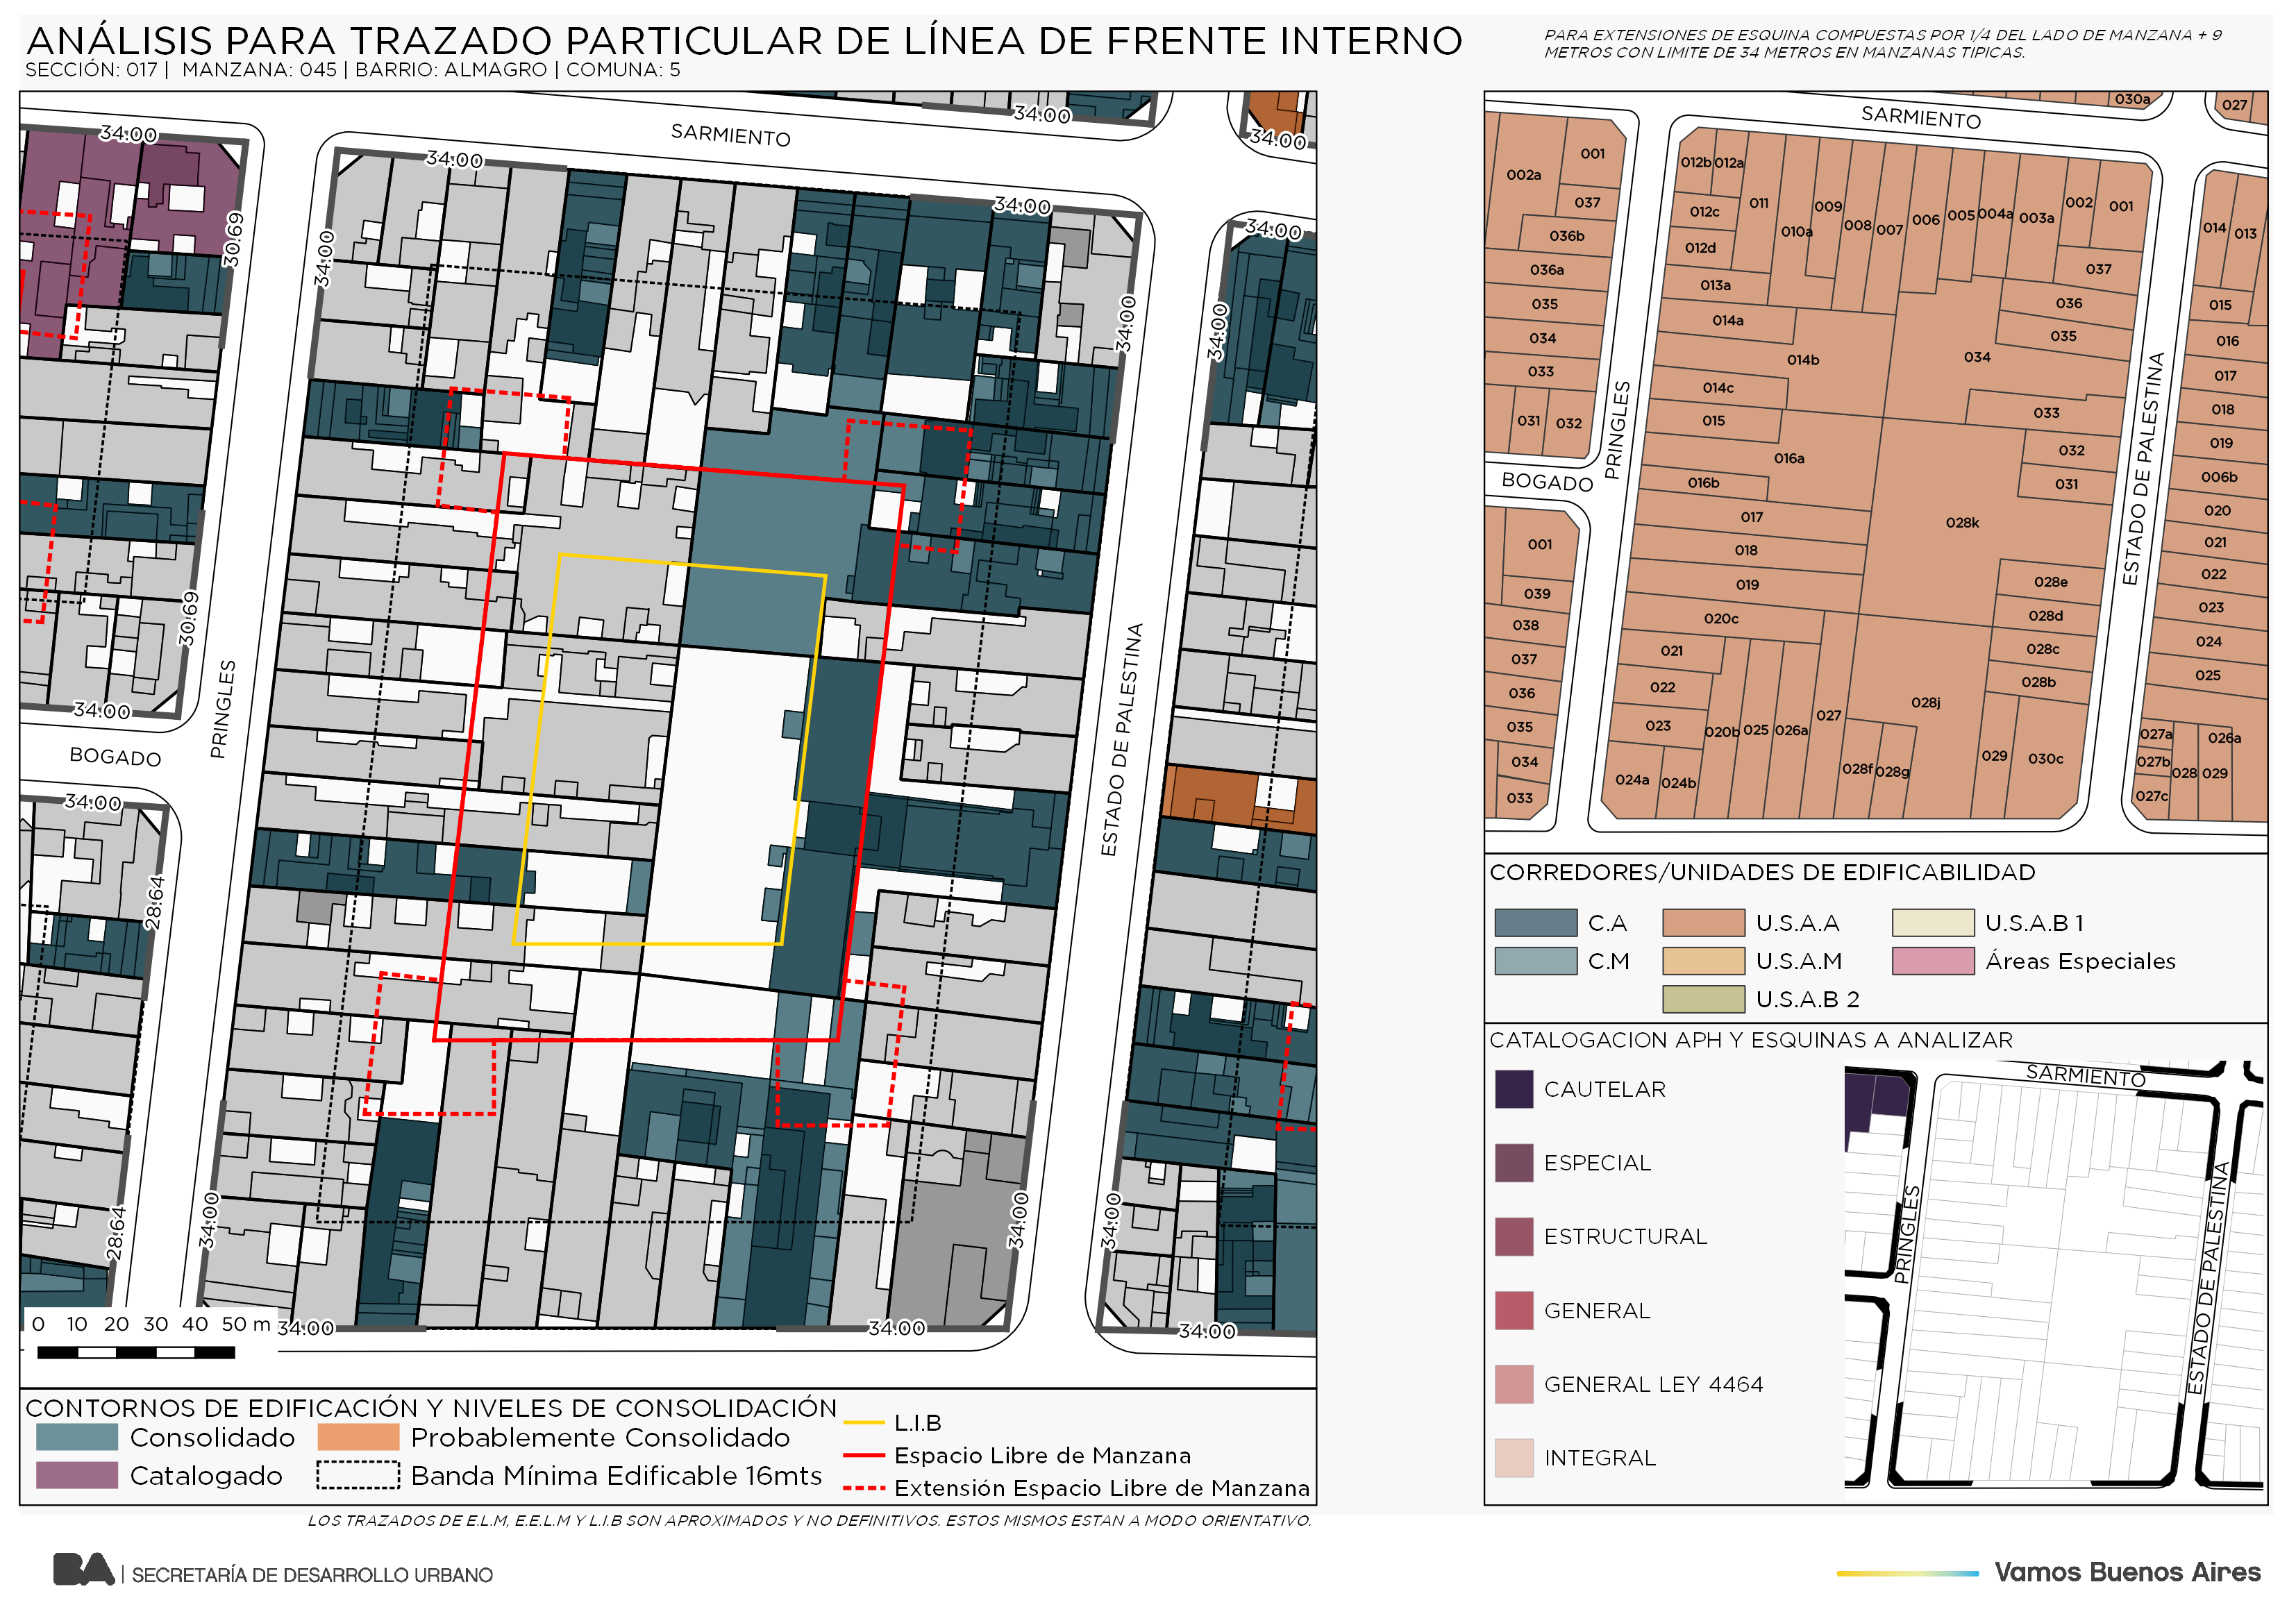 ANÁLISIS PARA TRAZADO PARTICULAR DE LÍNEA DE FRENTE INTERNO
SECCIÓN: 017 | MANZANA: 045 | BARRIO: ALMAGRO | COMUNA: 5
PARA EXTENSIONES DE ESQUINA COMPUESTAS POR 1/4 DEL LADO DE MANZANA + 9
METROS CON LIMITE DE 34 METROS EN MANZANAS TIPICAS.
34.00
34.00
SARMIENTO
34.00
34.00
30.69
34.00
34.00
34.00
34.00
34.00
30.69
34.00
PRINGLES
BOGADO
34.00
ESTADO DE PALESTINA
28.64
28.64
34.00
34.00
34.00
0 10 20 30 40 50 m
34.00
34.00
34.00
CONTORNOS DE EDIFICACIÓN Y NIVELES DE CONSOLIDACIÓN
Consolidado
Probablemente Consolidado
Catalogado
Banda Mínima Edificable 16mts
L.I.B
Espacio Libre de Manzana
Extensión Espacio Libre de Manzana
LOS TRAZADOS DE E.L.M, E.E.L.M Y L.I.B SON APROXIMADOS Y NO DEFINITIVOS. ESTOS MISMOS ESTAN A MODO ORIENTATIVO.
030a
027
SARMIENTO
002a
001
037
036b
036a
035
034
033
031
032
BOGADO
PRINGLES
001
039
038
037
036
035
034
033
012b
012a
012c
012d
011
010a
009
008
007
006
005
004a
003a
002
001
037
013a
014a
014b
014c
015
016a
016b
017
018
019
020c
021
022
023
024a
024b
020b
025
026a
027
028f
028g
028j
029
030c
034
036
035
033
032
031
028k
028e
028d
028c
028b
ESTADO DE PALESTINA
014
013
015
016
017
018
019
006b
020
021
022
023
024
025
027a
026a
027b
028
029
027c
CORREDORES/UNIDADES DE EDIFICABILIDAD
C.A
U.S.A.A
U.S.A.B 1
C.M
U.S.A.M
Áreas Especiales
U.S.A.B 2
CATALOGACION APH Y ESQUINAS A ANALIZAR
CAUTELAR
ESPECIAL
ESTRUCTURAL
GENERAL
GENERAL LEY 4464
INTEGRAL
SARMIENTO
PRINGLES
ESTADO DE PALESTINA
BA | SECRETARÍA DE DESARROLLO URBANO
Vamos Buenos Aires